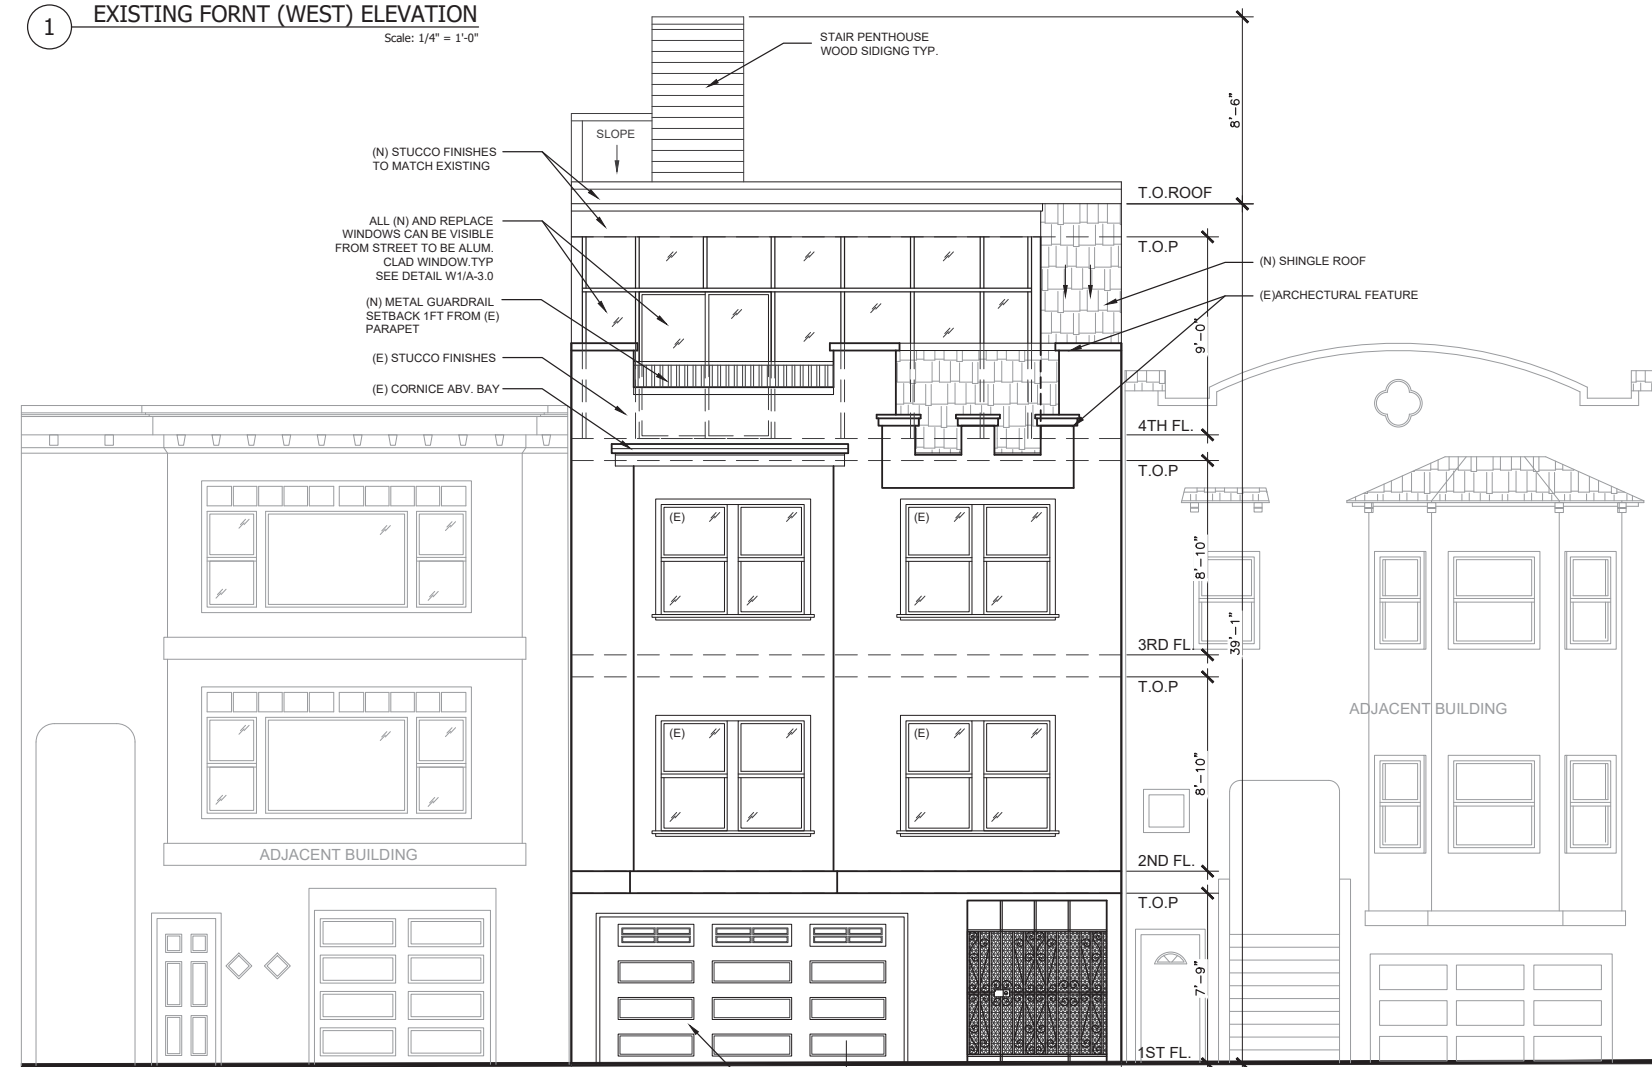 1
EXISTING FORNT (WEST) ELEVATION
Scale: 1/4" = 1'-0"
STAIR PENTHOUSE
WOOD SIDIGNG TYP.
8'-6"
SLOPE
(N) STUCCO FINISHES
TO MATCH EXISTING
T.O.ROOF
ALL (N) AND REPLACE
WINDOWS CAN BE VISIBLE
FROM STREET TO BE ALUM.
CLAD WINDOW.TYP
SEE DETAIL W1/A-3.0
T.O.P
(N) SHINGLE ROOF
(E)ARCHECTURAL FEATURE
(N) METAL GUARDRAIL
SETBACK 1FT FROM (E)
PARAPET
9'-0"
(E) STUCCO FINISHES
(E) CORNICE ABV. BAY
4TH FL.
T.O.P
(E)
(E)
8'-10"
39'-1"
3RD FL.
T.O.P
ADJACENT BUILDING
(E)
(E)
8'-10"
ADJACENT BUILDING
2ND FL.
T.O.P
7'-9"
1ST FL.